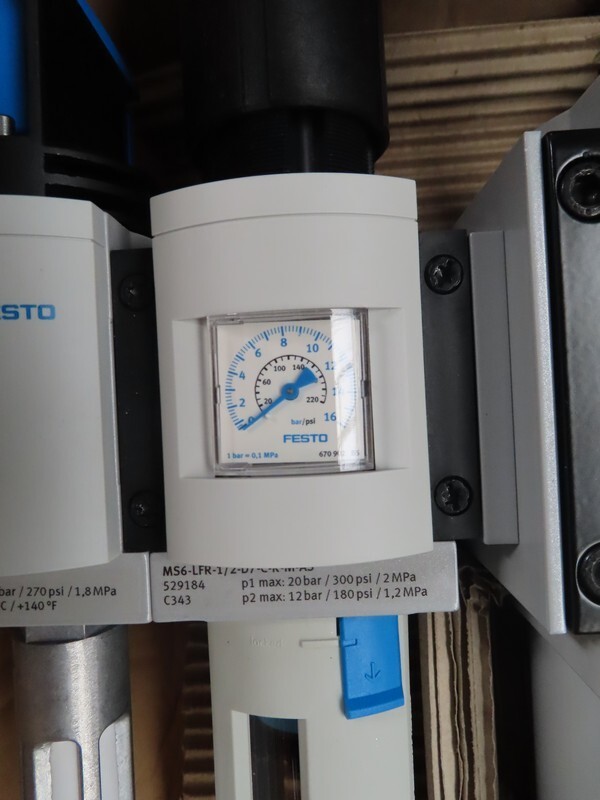 STO
6 8 10
4 12
100 140
60
2 20 220 16
0
bar/psi
FESTO
1 bar = 0,1 MPa
MS6-LFR-1/2-D7-C-R-M-AS
529184 p1 max: 20 bar / 300 psi / 2 MPa
C343 p2 max: 12 bar / 180 psi / 1,2 MPa
bar / 270 psi / 1,8 MPa
C / +140 °F